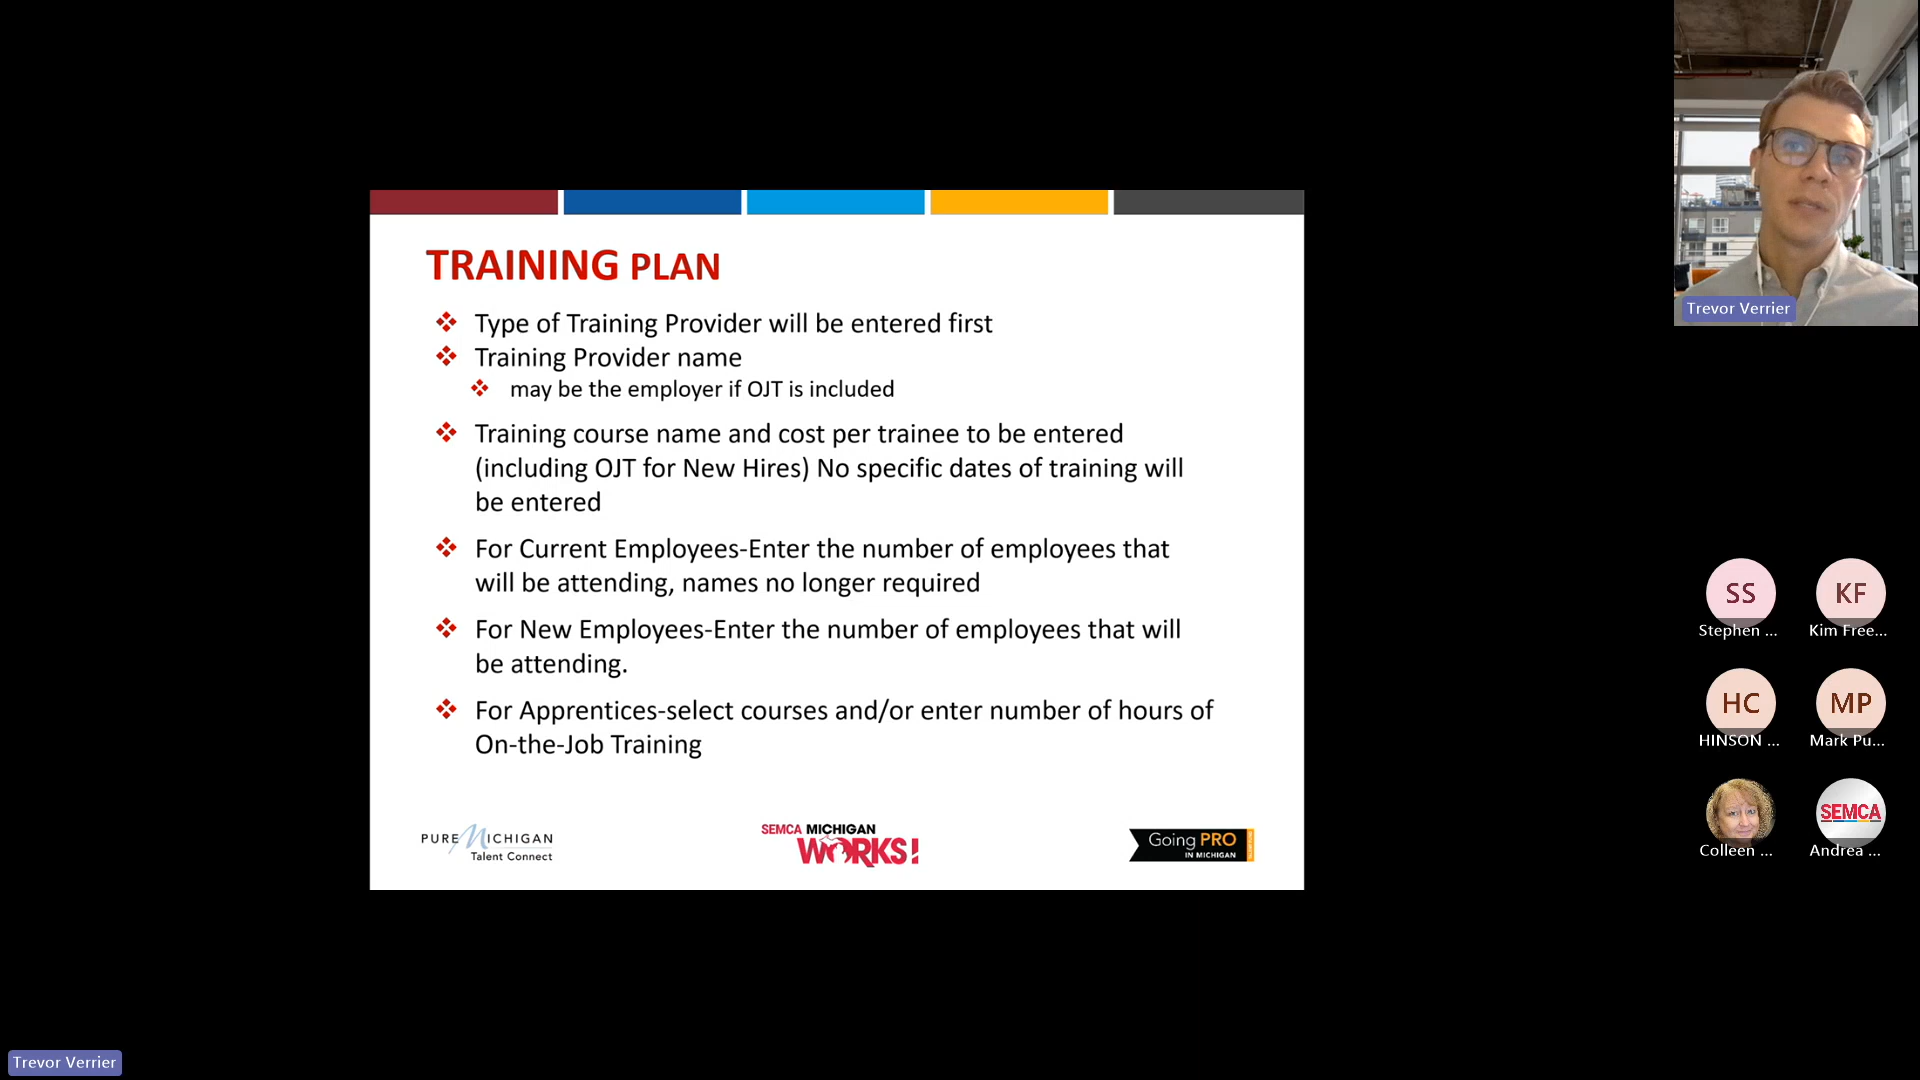 TRAINING PLAN
Type of Training Provider will be entered first
Training Provider name
may be the employer if OJT is included
Training course name and cost per trainee to be entered
(including OJT for New Hires) No specific dates of training will
be entered
For Current Employees-Enter the number of employees that
will be attending, names no longer required
For New Employees-Enter the number of employees that will
be attending.
For Apprentices-select courses and/or enter number of hours of
On-the-Job Training
PURE MICHIGAN
Talent Connect
SEMCA MICHIGAN
WORKS!
Going PRO
IN MICHIGAN
Trevor Verrier
SS
KF
Stephen ...
Kim Free...
HC
MP
HINSON ...
Mark Pu...
SEMCA
Colleen ...
Andrea ...
Trevor Verrier